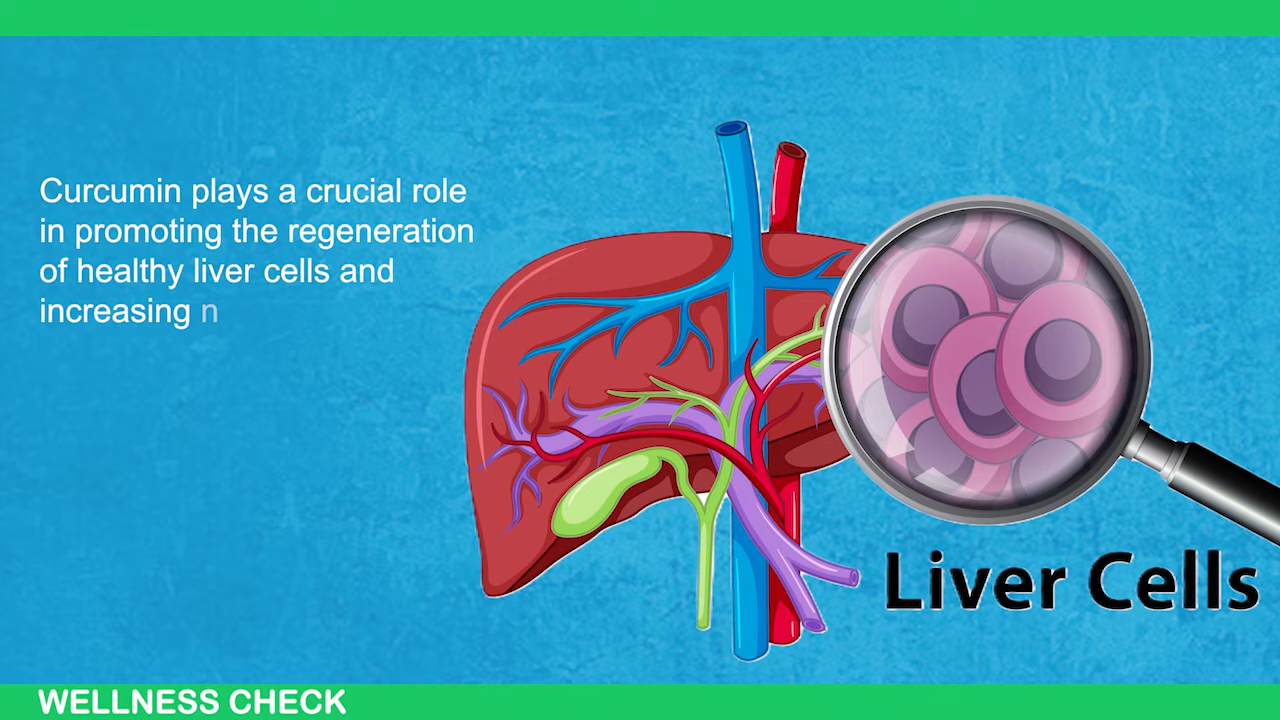 Curcumin plays a crucial role
in promoting the regeneration
of healthy liver cells and
increasing n
Liver Cells
WELLNESS CHECK